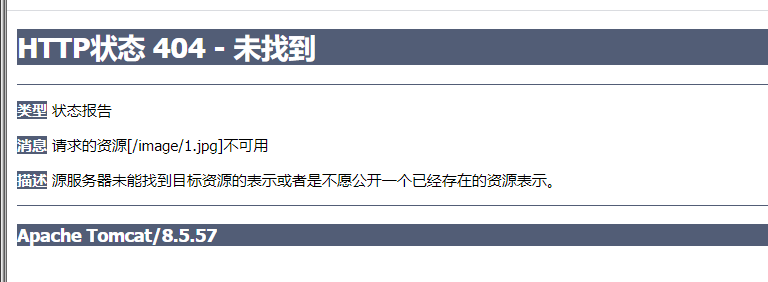 HTTP状态 404 - 未找到
类型 状态报告
消息 请求的资源[/image/1.jpg]不可用
描述 源服务器未能找到目标资源的表示或者是不愿公开一个已经存在的资源表示。
Apache Tomcat/8.5.57